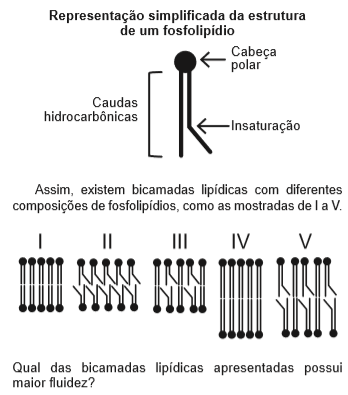 Representação simplificada da estrutura
de um fosfolipídio
Cabeça
polar
Caudas
hidrocarbônicas
Insaturação
Assim, existem bicamadas lipídicas com diferentes
composições de fosfolipídios, como as mostradas de I a V.
I II III IV V
Qual das bicamadas lipídicas apresentadas possui
maior fluidez?